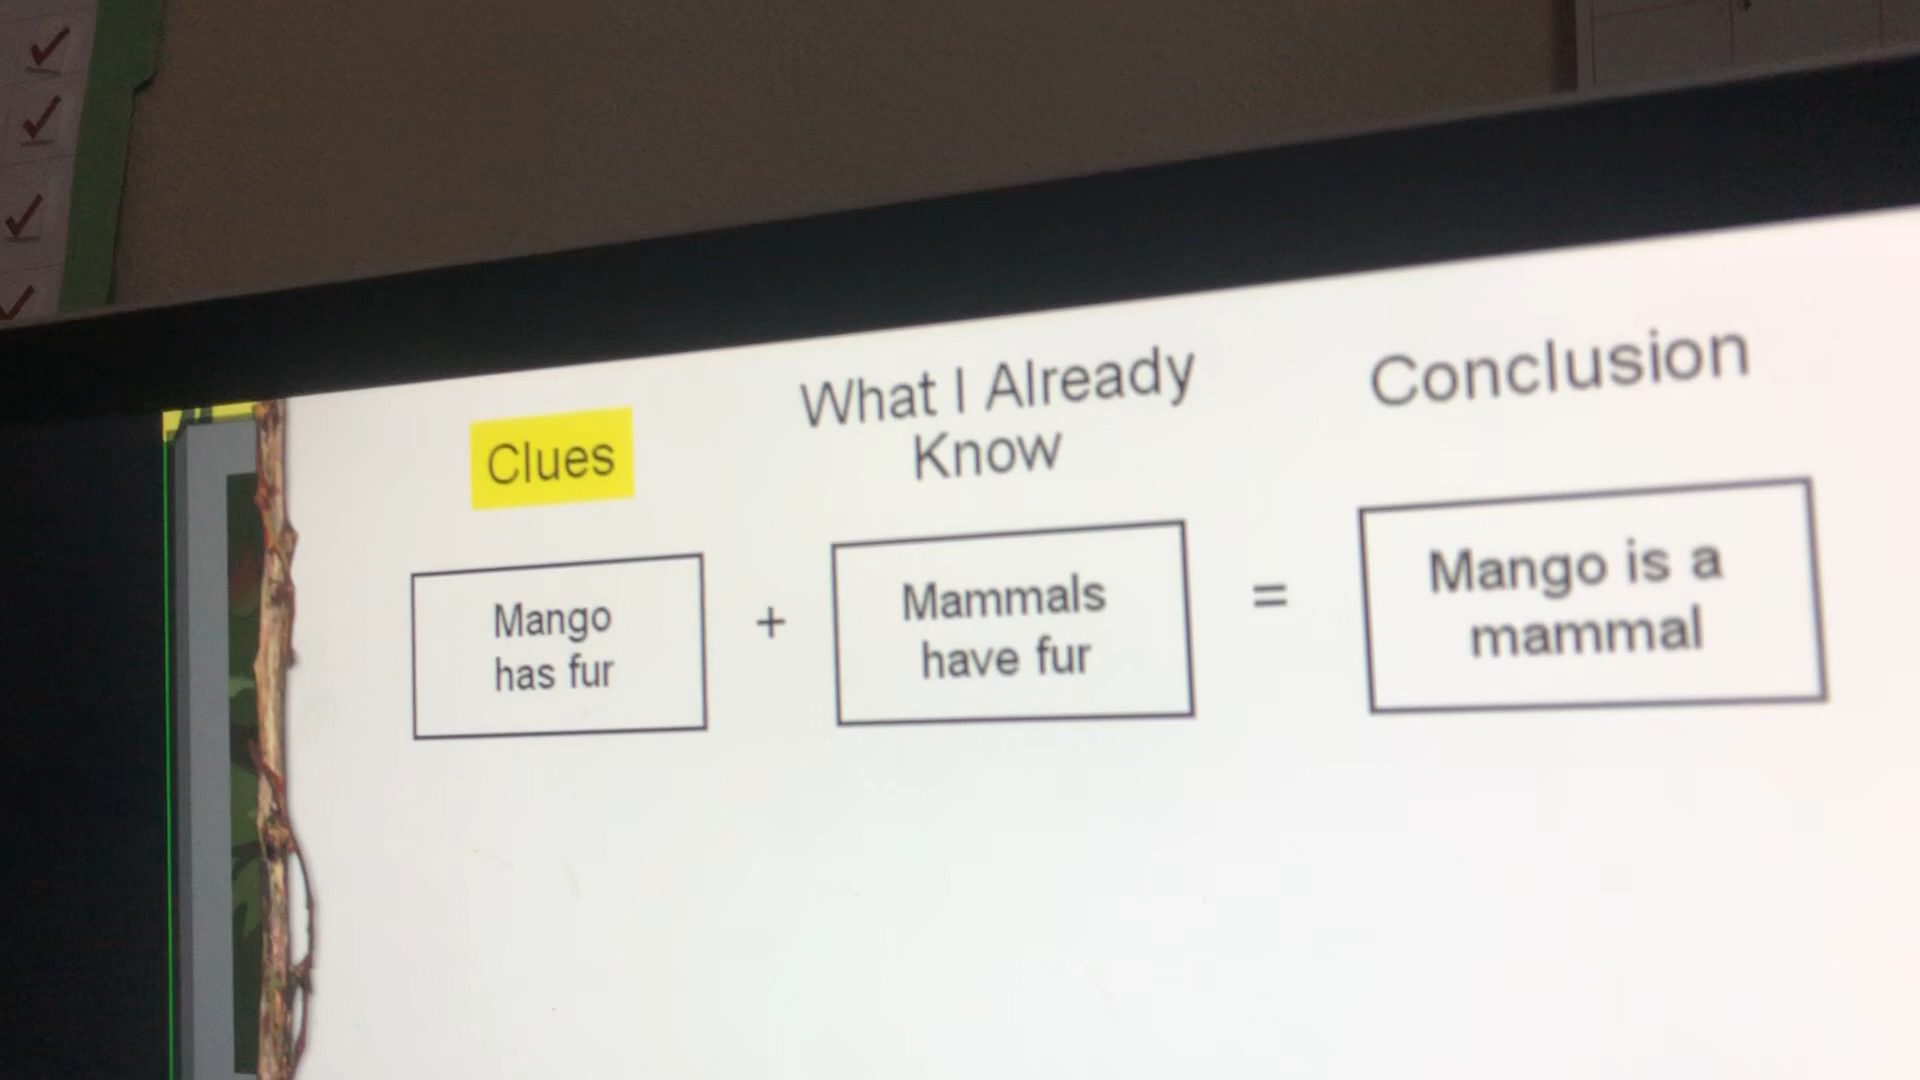 Clues
What I Already
Know
Conclusion
Mango
has fur
+
Mammals
have fur
=
Mango is a
mammal